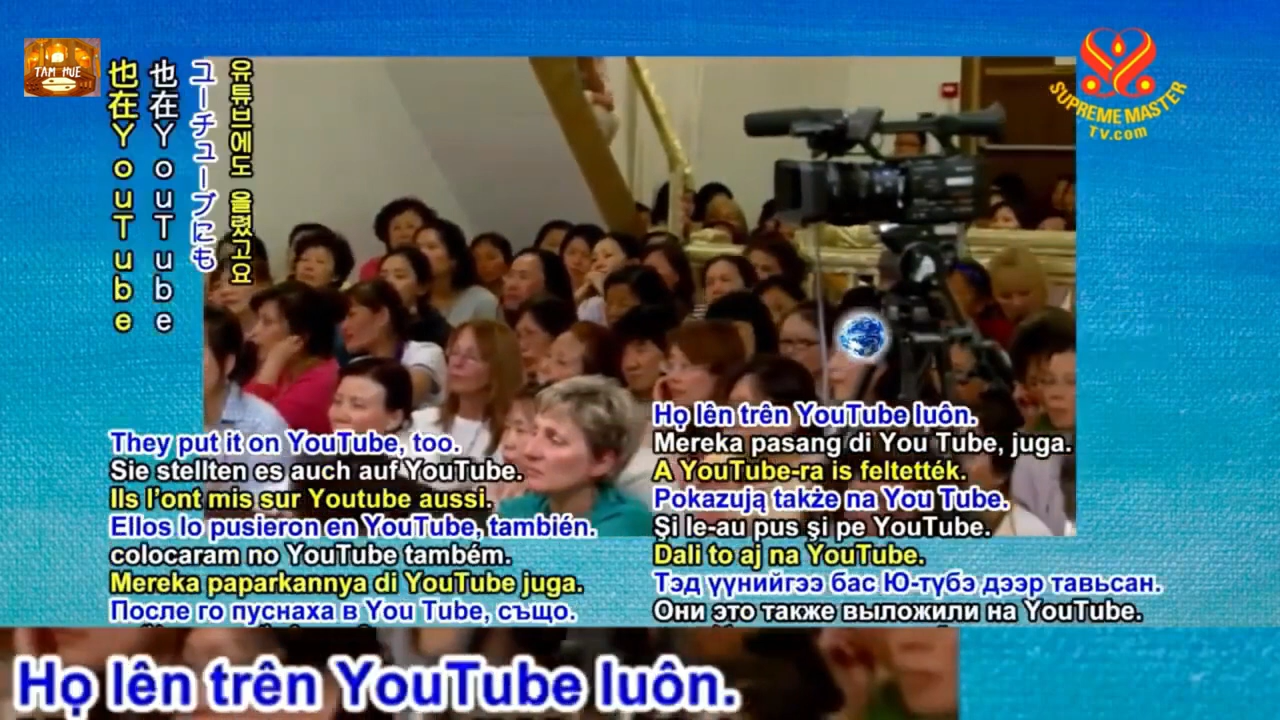 TAM HUE
也在YouTube
也在YouTube
ユーチューブにも
유튜브에도 올렸고요
SUPREME MASTER
TV.com
They put it on YouTube, too.
Sie stellten es auch auf YouTube.
Ils l'ont mis sur Youtube aussi.
Ellos lo pusieron en YouTube, también.
colocaram no YouTube também.
Mereka paparkannya di YouTube juga.
После го пуснаха в You Tube, също.
Họ lên trên YouTube luôn.
Mereka pasang di You Tube, juga.
A YouTube-ra is feltették.
Pokazują także na You Tube.
Şi le-au pus şi pe YouTube.
Dali to aj na YouTube.
Тэд үүнийгээ бас Ю-түбэ дээр тавьсан.
Они это также выложили на YouTube.
Họ lên trên YouTube luôn.